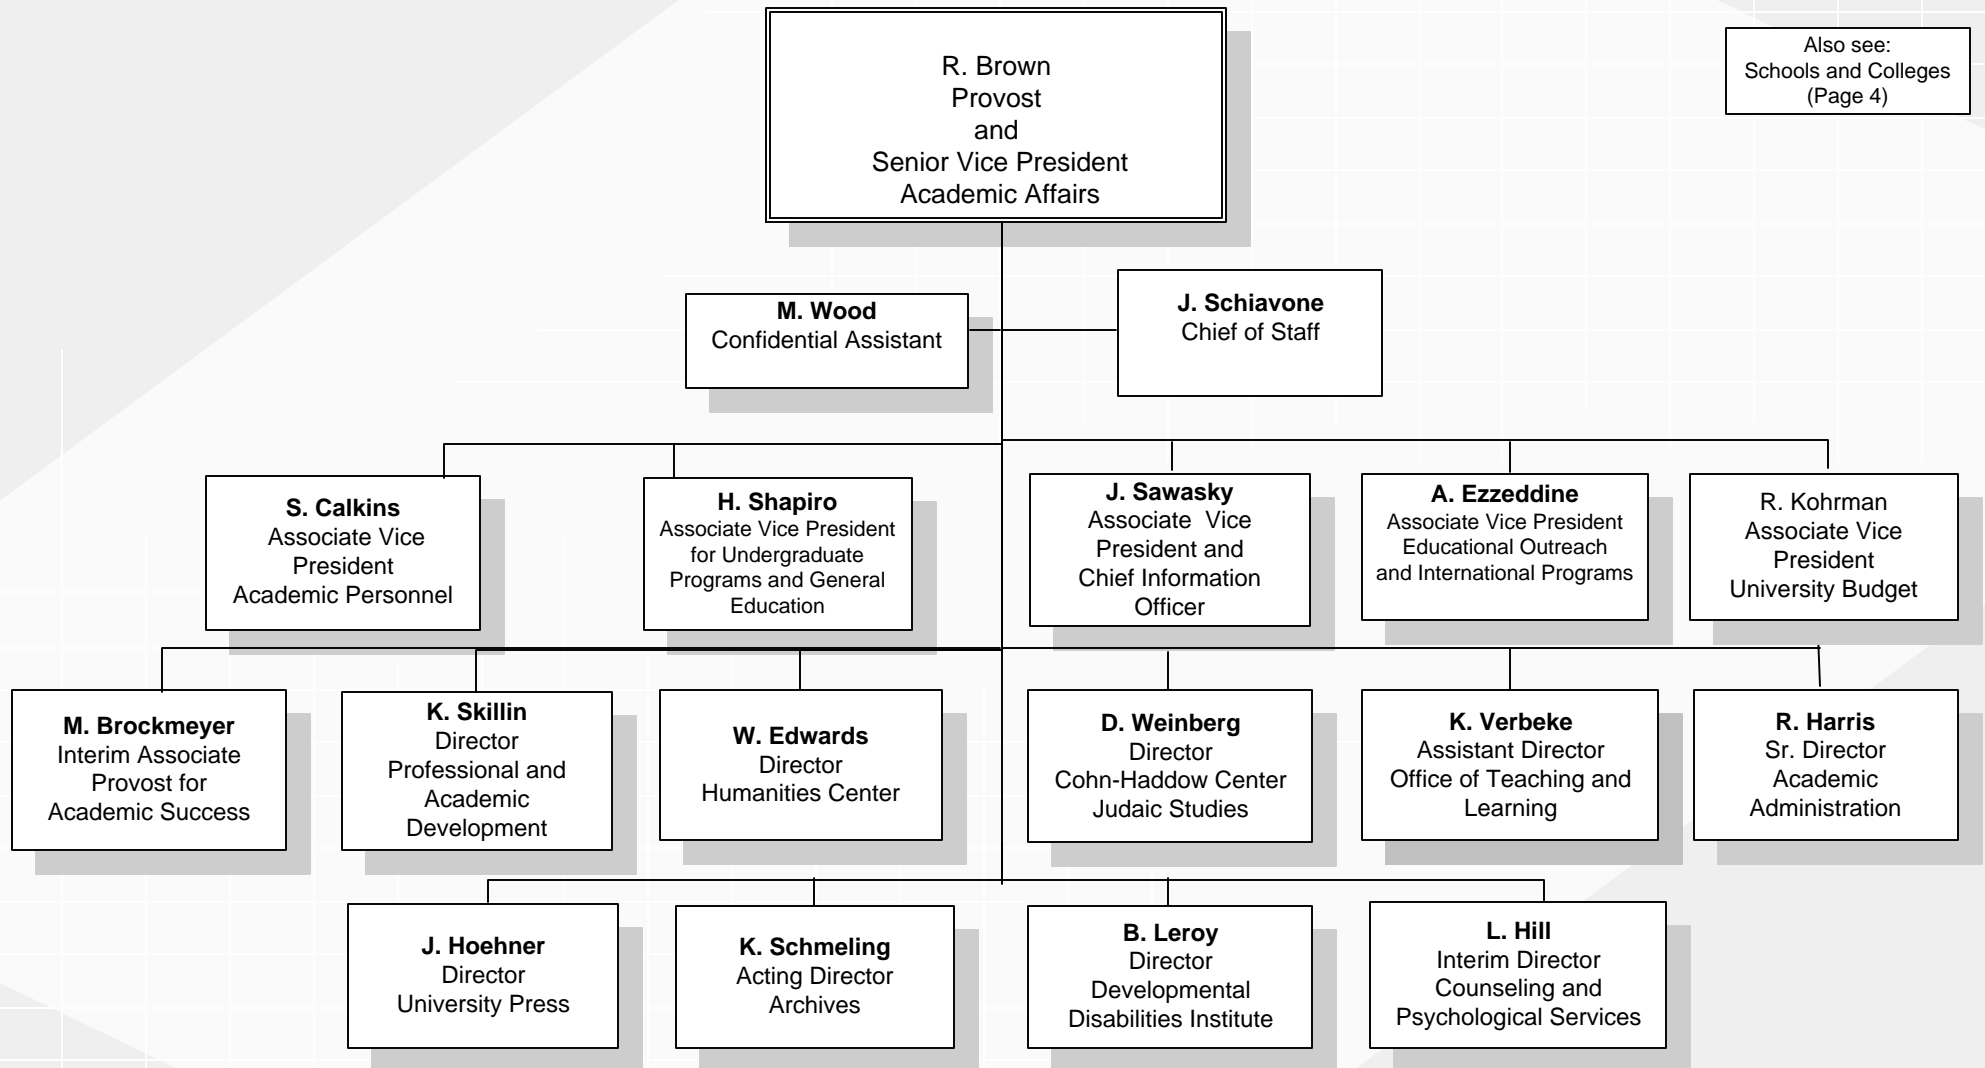 R. Brown
Provost
and
Senior Vice President
Academic Affairs
Also see:
Schools and Colleges
(Page 4)
M. Wood
Confidential Assistant
J. Schiavone
Chief of Staff
S. Calkins
Associate Vice
President
Academic Personnel
H. Shapiro
Associate Vice President
for Undergraduate
Programs and General
Education
J. Sawasky
Associate Vice
President and
Chief Information
Officer
A. Ezzeddine
Associate Vice President
Educational Outreach
and International Programs
R. Kohrman
Associate Vice
President
University Budget
M. Brockmeyer
Interim Associate
Provost for
Academic Success
K. Skillin
Director
Professional and
Academic
Development
W. Edwards
Director
Humanities Center
D. Weinberg
Director
Cohn-Haddow Center
Judaic Studies
K. Verbeke
Assistant Director
Office of Teaching and
Learning
R. Harris
Sr. Director
Academic
Administration
J. Hoehner
Director
University Press
K. Schmeling
Acting Director
Archives
B. Leroy
Director
Developmental
Disabilities Institute
L. Hill
Interim Director
Counseling and
Psychological Services